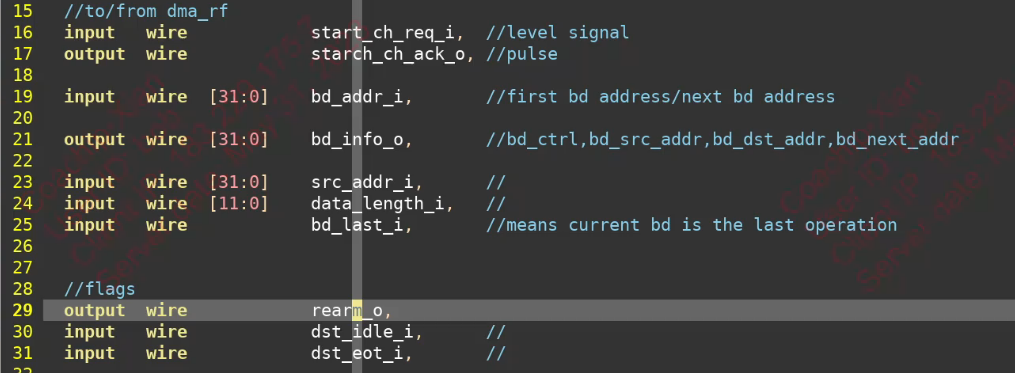 15 //to/from dma_rf
16 input wire start_ch_req_i, //level signal
17 output wire starch_ch_ack_o, //pulse
18
19 input wire [31:0] bd_addr_i, //first bd address/next bd address
20
21 output wire [31:0] bd_info_o, //bd_ctrl,bd_src_addr,bd_dst_addr,bd_next_addr
22
23 input wire [31:0] src_addr_i, //
24 input wire [11:0] data_length_i, //
25 input wire bd_last_i, //means current bd is the last operation
26
27
28 //flags
29 output wire rearm_o,
30 input wire dst_idle_i, //
31 input wire dst_eot_i, //